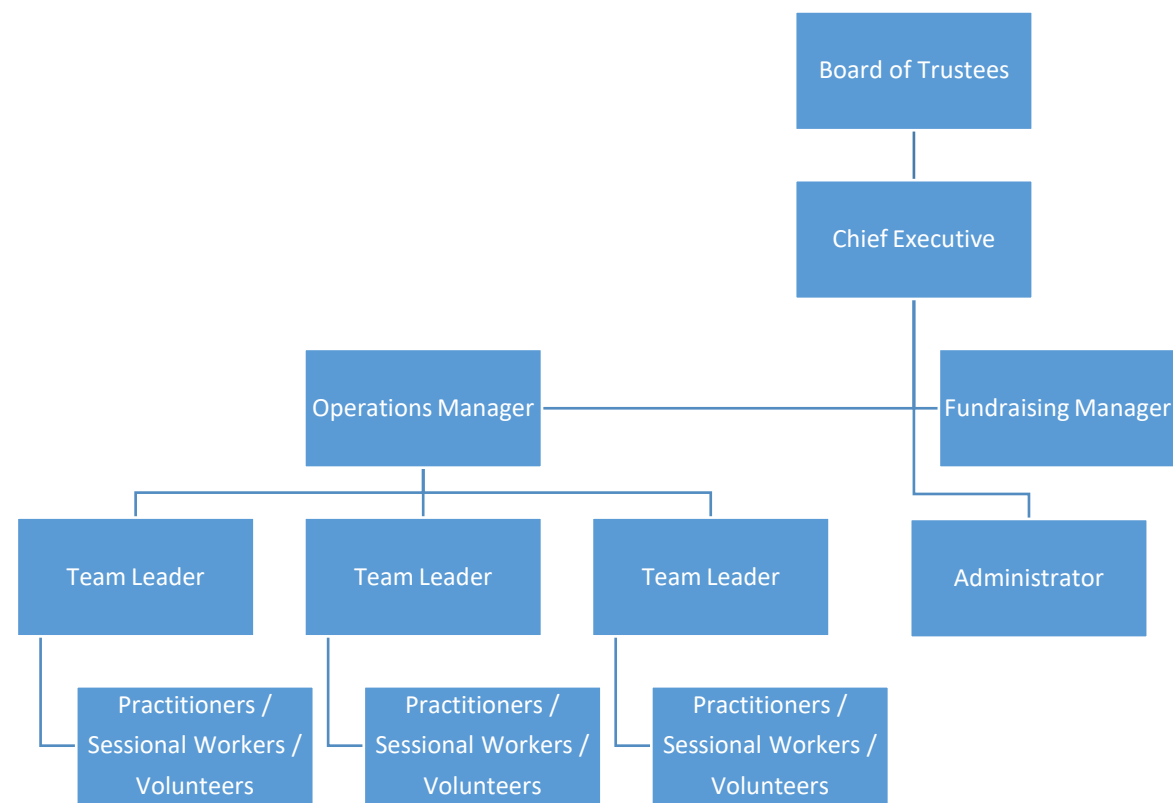 Board of Trustees
Chief Executive
Operations Manager
Fundraising Manager
Team Leader
Team Leader
Team Leader
Administrator
Practitioners /
Sessional Workers /
Volunteers
Practitioners /
Sessional Workers /
Volunteers
Practitioners /
Sessional Workers /
Volunteers